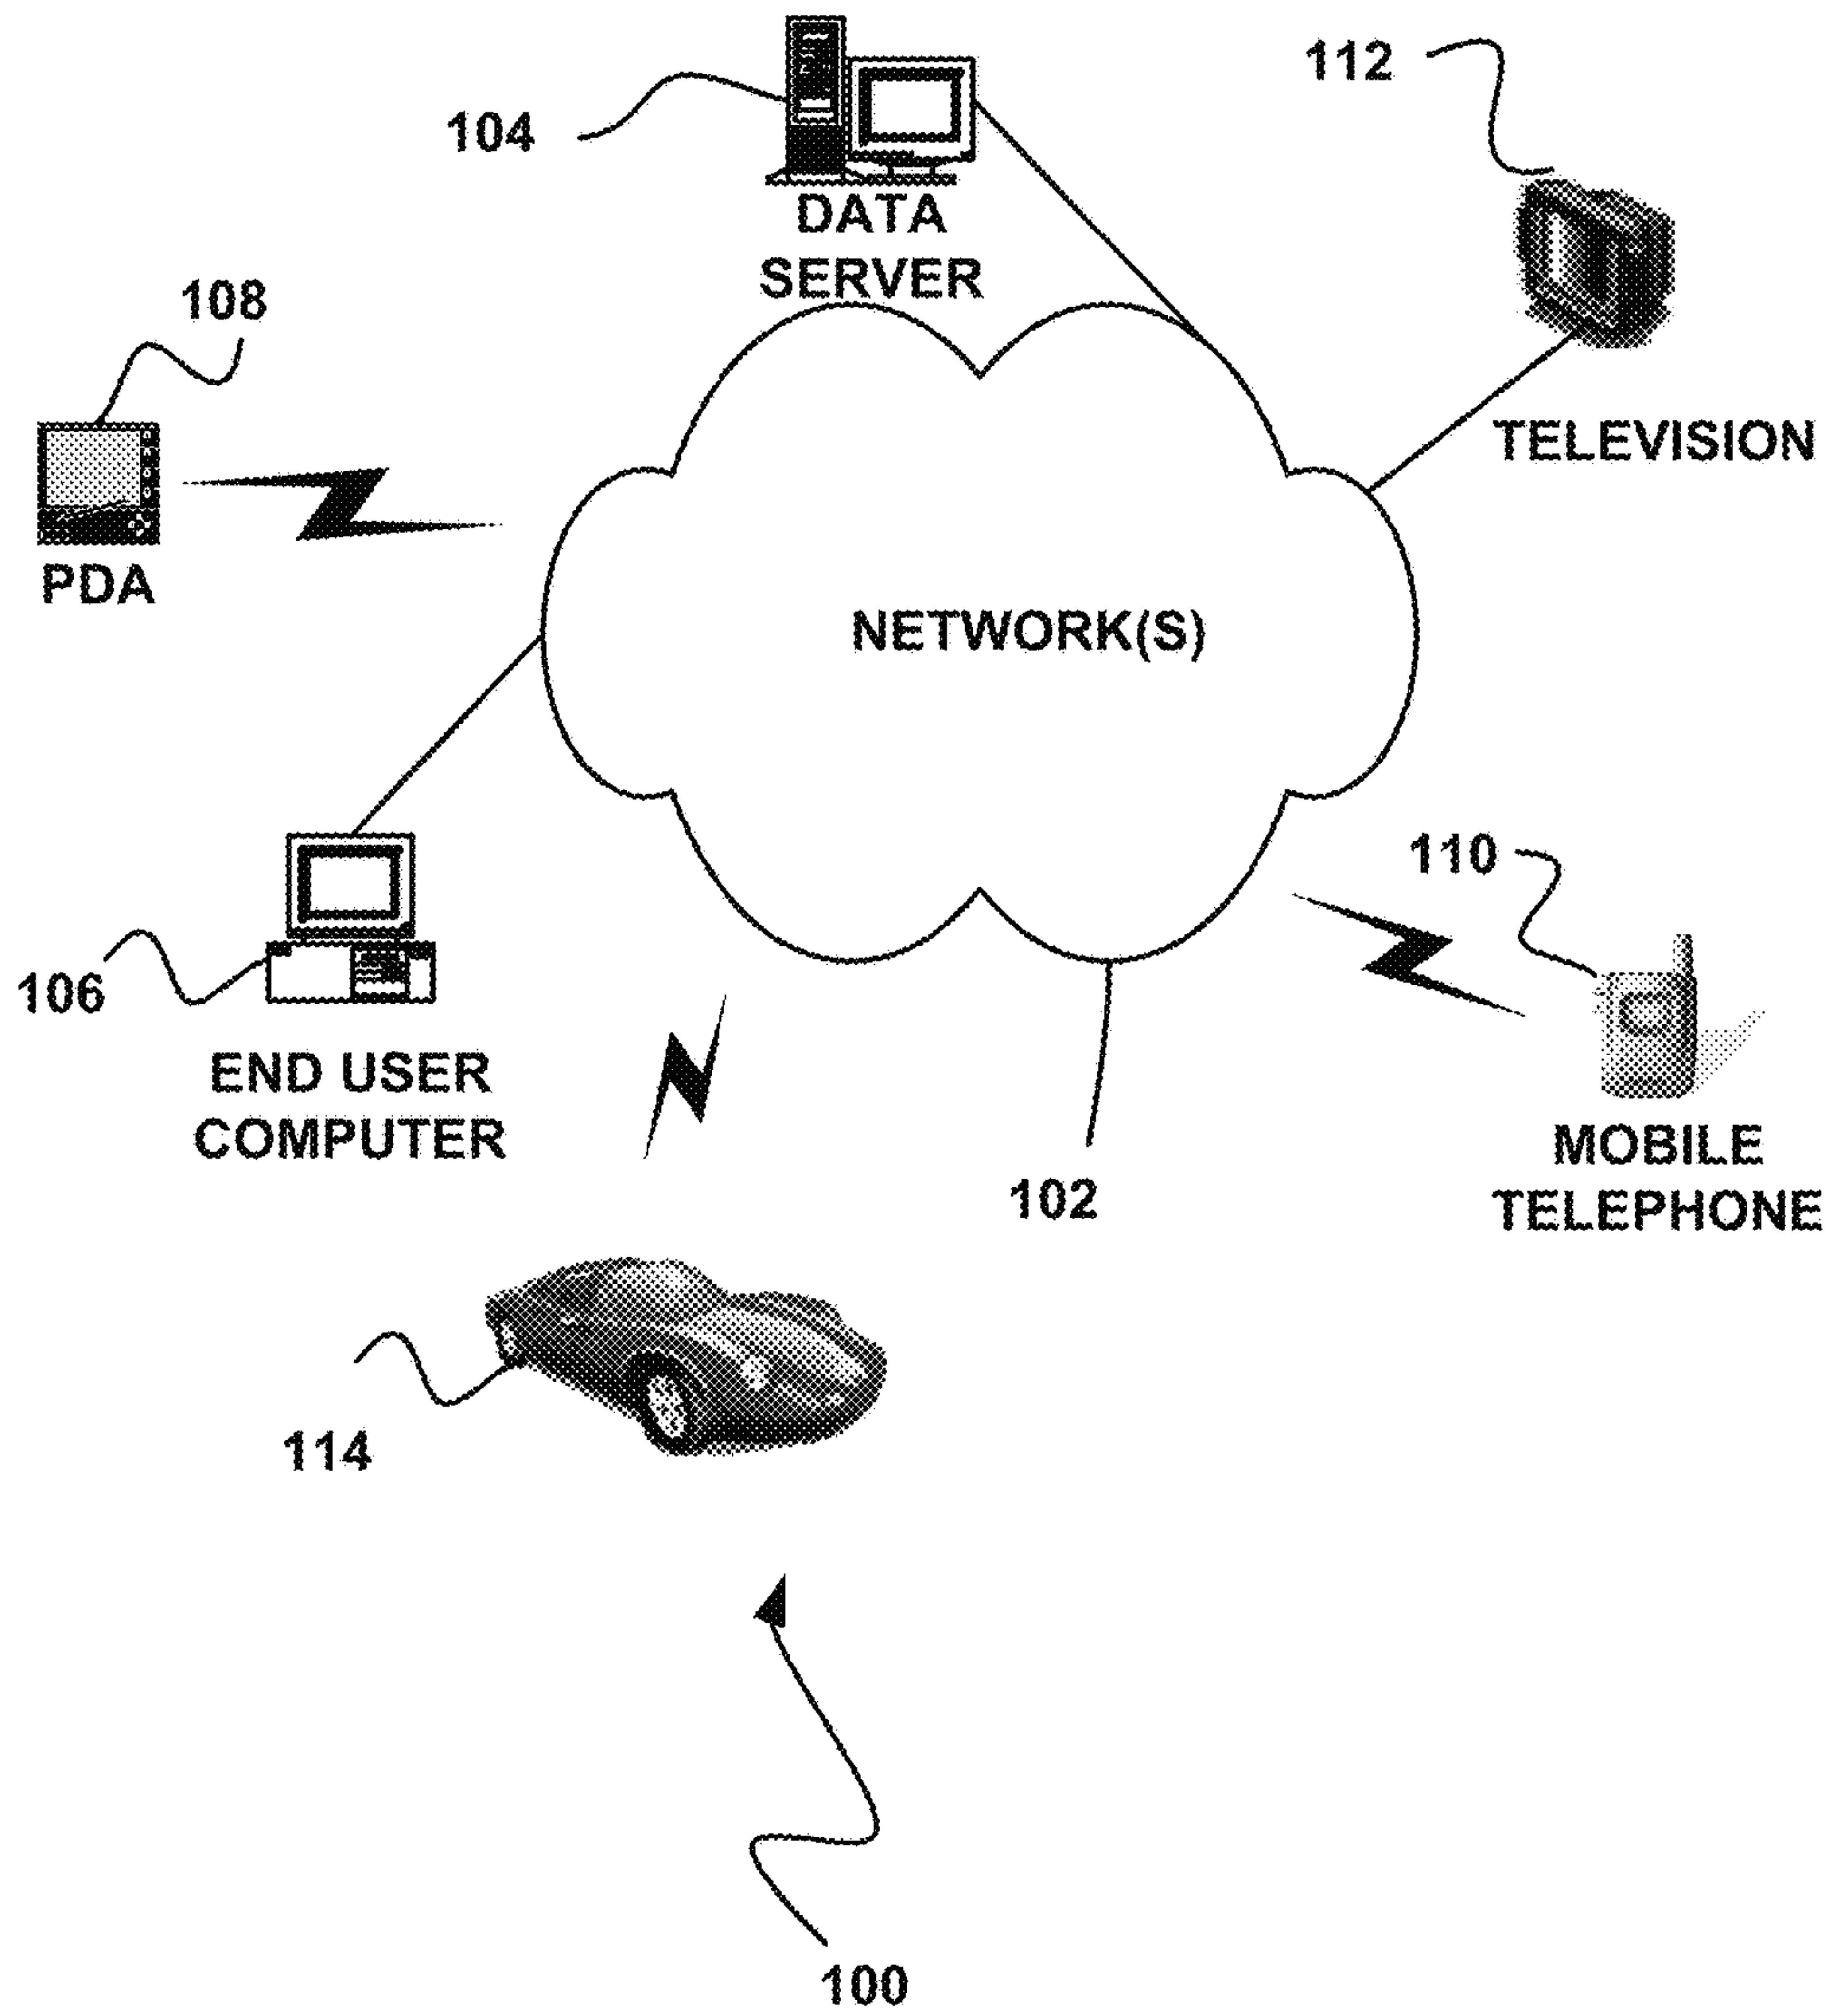 104
112
DATA
SERVER
108
TELEVISION
PDA
NETWORK(S)
110
106
END USER
COMPUTER
102
MOBILE
TELEPHONE
114
100